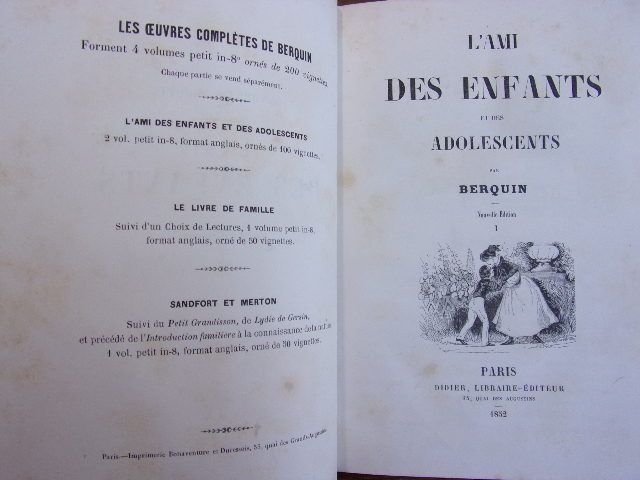 LES ŒUVRES COMPLÈTES DE BERQUIN
Forment 4 volumes petit in-8º ornés de 200 vignettes,
Chaque partie se vend séparément.
L'AMI DES ENFANTS ET DES ADOLESCENTS
2 vol. petit in-8, format anglais, ornés de 100 vignettes.
LE LIVRE DE FAMILLE
Suivi d'un Choix de Lectures, 1 volume petit in-8,
format anglais, orné de 50 vignettes.
SANDFORT ET MERTON
Suivi du Petit Grandisson, de Lydie de Gersin,
et précédé de l'Introduction familière à la connaissance de la nature
1 vol. petit in-8, format anglais, orné de 50 vignettes.
Paris.—Imprimerie Bonaventure et Ducessois, 55, quai des Grands-Augustins.
L'AMI
DES ENFANTS
ET DES
ADOLESCENTS
PAR
BERQUIN
Nouvelle Édition
1
PARIS
DIDIER, LIBRAIRE-ÉDITEUR
35, QUAI DES AUGUSTINS
1852